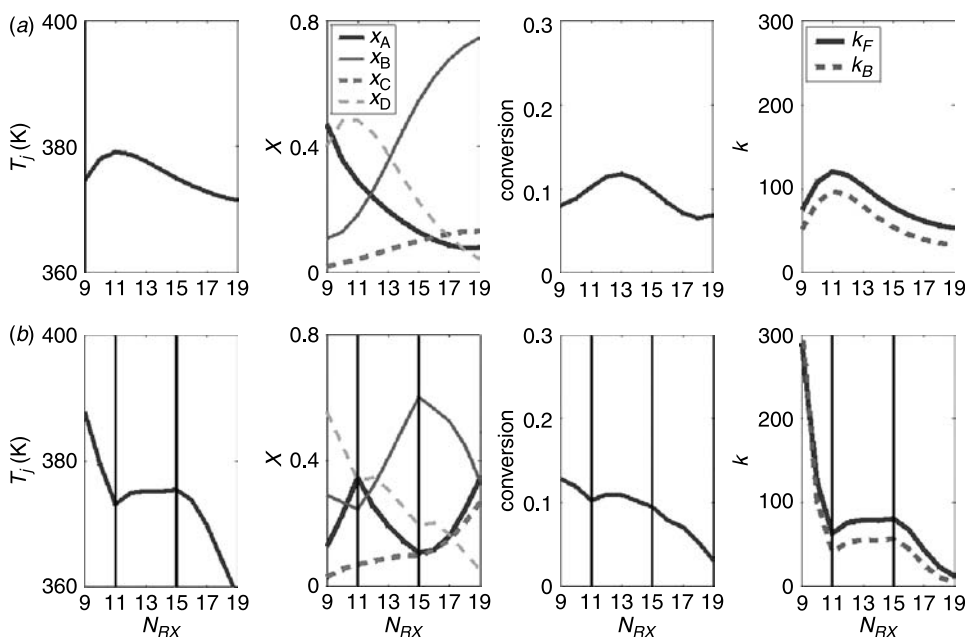 (a)
400
380
360
T_j (K)
9 11 13 15 17 19
0.8
0.4
0
X
x_A
x_B
x_C
x_D
9 11 13 15 17 19
0.3
0.2
0.1
0
conversion
9 11 13 15 17 19
300
200
100
0
k
k_F
k_B
9 11 13 15 17 19
(b)
400
380
360
T_j (K)
9 11 13 15 17 19
N_RX
0.8
0.4
0
X
9 11 13 15 17 19
N_RX
0.3
0.2
0.1
0.0
conversion
9 11 13 15 17 19
N_RX
300
200
100
0
k
9 11 13 15 17 19
N_RX